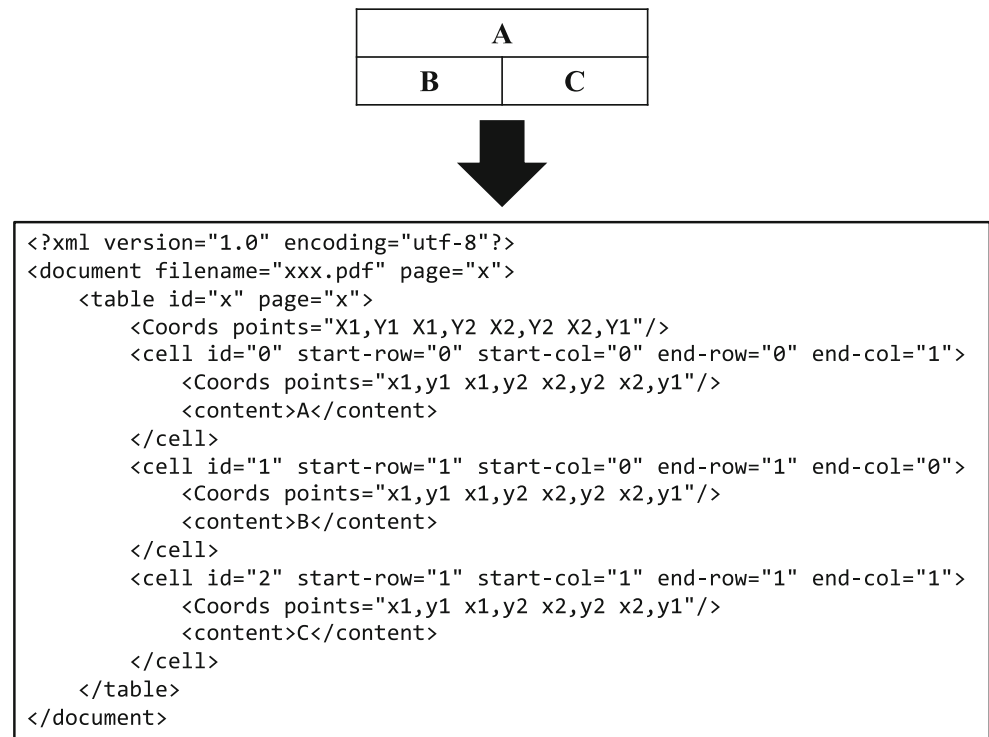 A
B C
<?xml version="1.0" encoding="utf-8"?>
<document filename="xxx.pdf" page="x">
    <table id="x" page="x">
        <Coords points="X1,Y1 X1,Y2 X2,Y2 X2,Y1"/>
        <cell id="0" start-row="0" start-col="0" end-row="0" end-col="1">
            <Coords points="x1,y1 x1,y2 x2,y2 x2,y1"/>
            <content>A</content>
        </cell>
        <cell id="1" start-row="1" start-col="0" end-row="1" end-col="0">
            <Coords points="x1,y1 x1,y2 x2,y2 x2,y1"/>
            <content>B</content>
        </cell>
        <cell id="2" start-row="1" start-col="1" end-row="1" end-col="1">
            <Coords points="x1,y1 x1,y2 x2,y2 x2,y1"/>
            <content>C</content>
        </cell>
    </table>
</document>